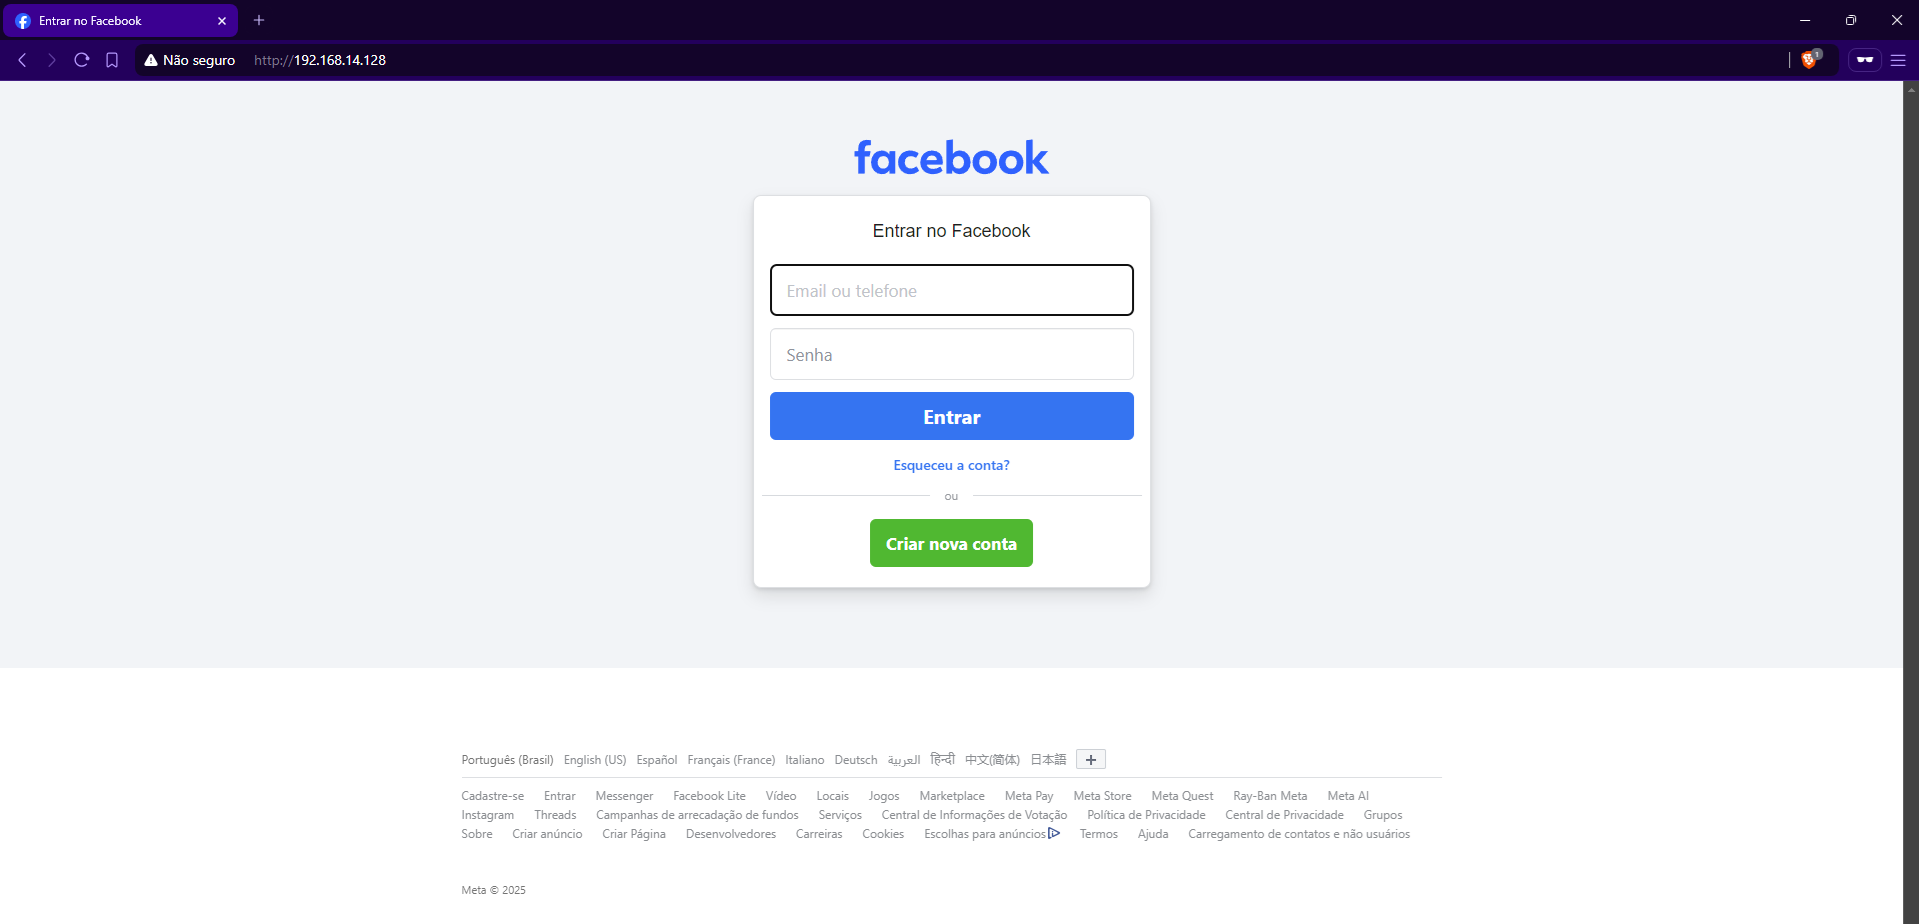 Entrar no Facebook
Não seguro http://192.168.14.128
1
facebook
Entrar no Facebook
Email ou telefone
Senha
Entrar
Esqueceu a conta?
ou
Criar nova conta
Português (Brasil) English (US) Español Français (France) Italiano Deutsch العربية हिन्दी 中文(简体) 日本語
Cadastre-se Entrar Messenger Facebook Lite Vídeo Locais Jogos Marketplace Meta Pay Meta Store Meta Quest Ray-Ban Meta Meta AI
Instagram Threads Campanhas de arrecadação de fundos Serviços Central de Informações de Votação Política de Privacidade Central de Privacidade Grupos
Sobre Criar anúncio Criar Página Desenvolvedores Carreiras Cookies Escolhas para anúncios Termos Ajuda Carregamento de contatos e não usuários
Meta © 2025